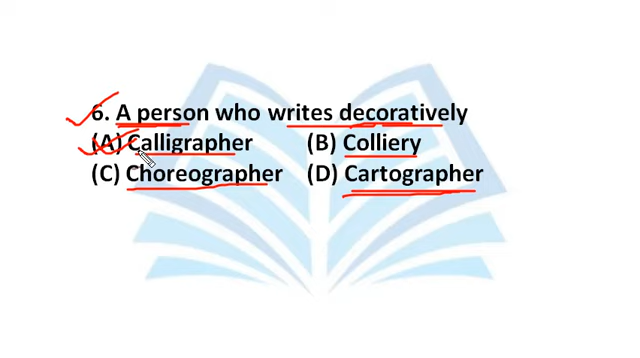 6. A person who writes decoratively
(A) Calligrapher (B) Colliery
(C) Choreographer (D) Cartographer